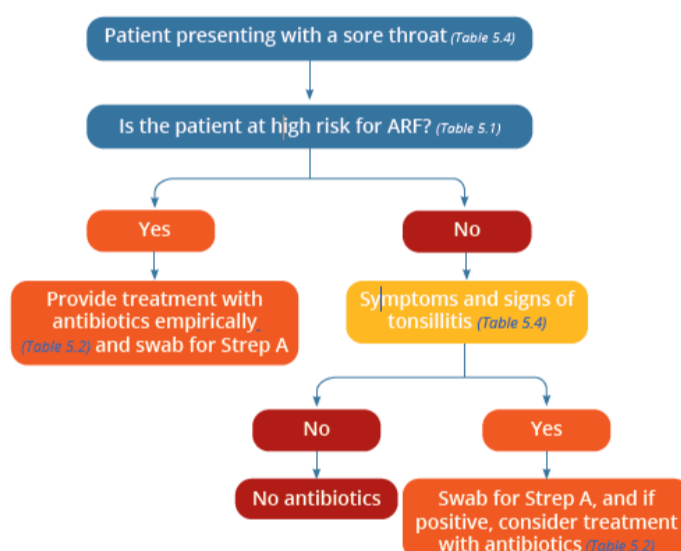 Patient presenting with a sore throat (Table 5.4)
Is the patient at high risk for ARF? (Table 5.1)
Yes
No
Provide treatment with
antibiotics empirically
(Table 5.2) and swab for Strep A
Symptoms and signs of
tonsillitis (Table 5.4)
No
Yes
No antibiotics
Swab for Strep A, and if
positive, consider treatment
with antibiotics (Table 5.2)